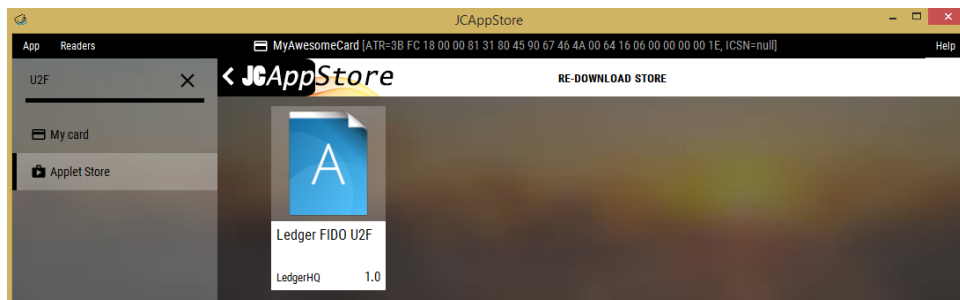 JCAppStore
App Readers MyAwesomeCard [ATR=3B FC 18 00 00 81 31 80 45 90 67 46 4A 00 64 16 06 00 00 00 00 1E, ICSN=null] Help
U2F
JCAppStore
RE-DOWNLOAD STORE
My card
Applet Store
A
Ledger FIDO U2F
LedgerHQ 1.0